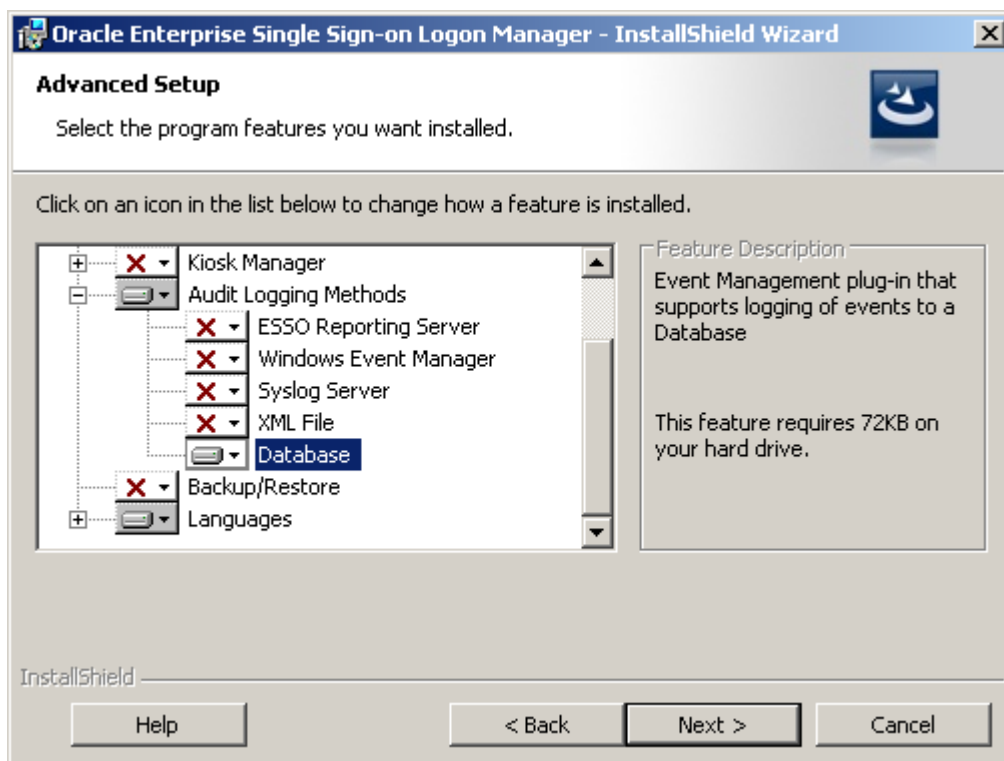 Oracle Enterprise Single Sign-on Logon Manager - InstallShield Wizard
Advanced Setup
Select the program features you want installed.
Click on an icon in the list below to change how a feature is installed.
Kiosk Manager
Audit Logging Methods
ESSO Reporting Server
Windows Event Manager
Syslog Server
XML File
Database
Backup/Restore
Languages
Feature Description
Event Management plug-in that
supports logging of events to a
Database
This feature requires 72KB on
your hard drive.
InstallShield
Help
< Back
Next >
Cancel